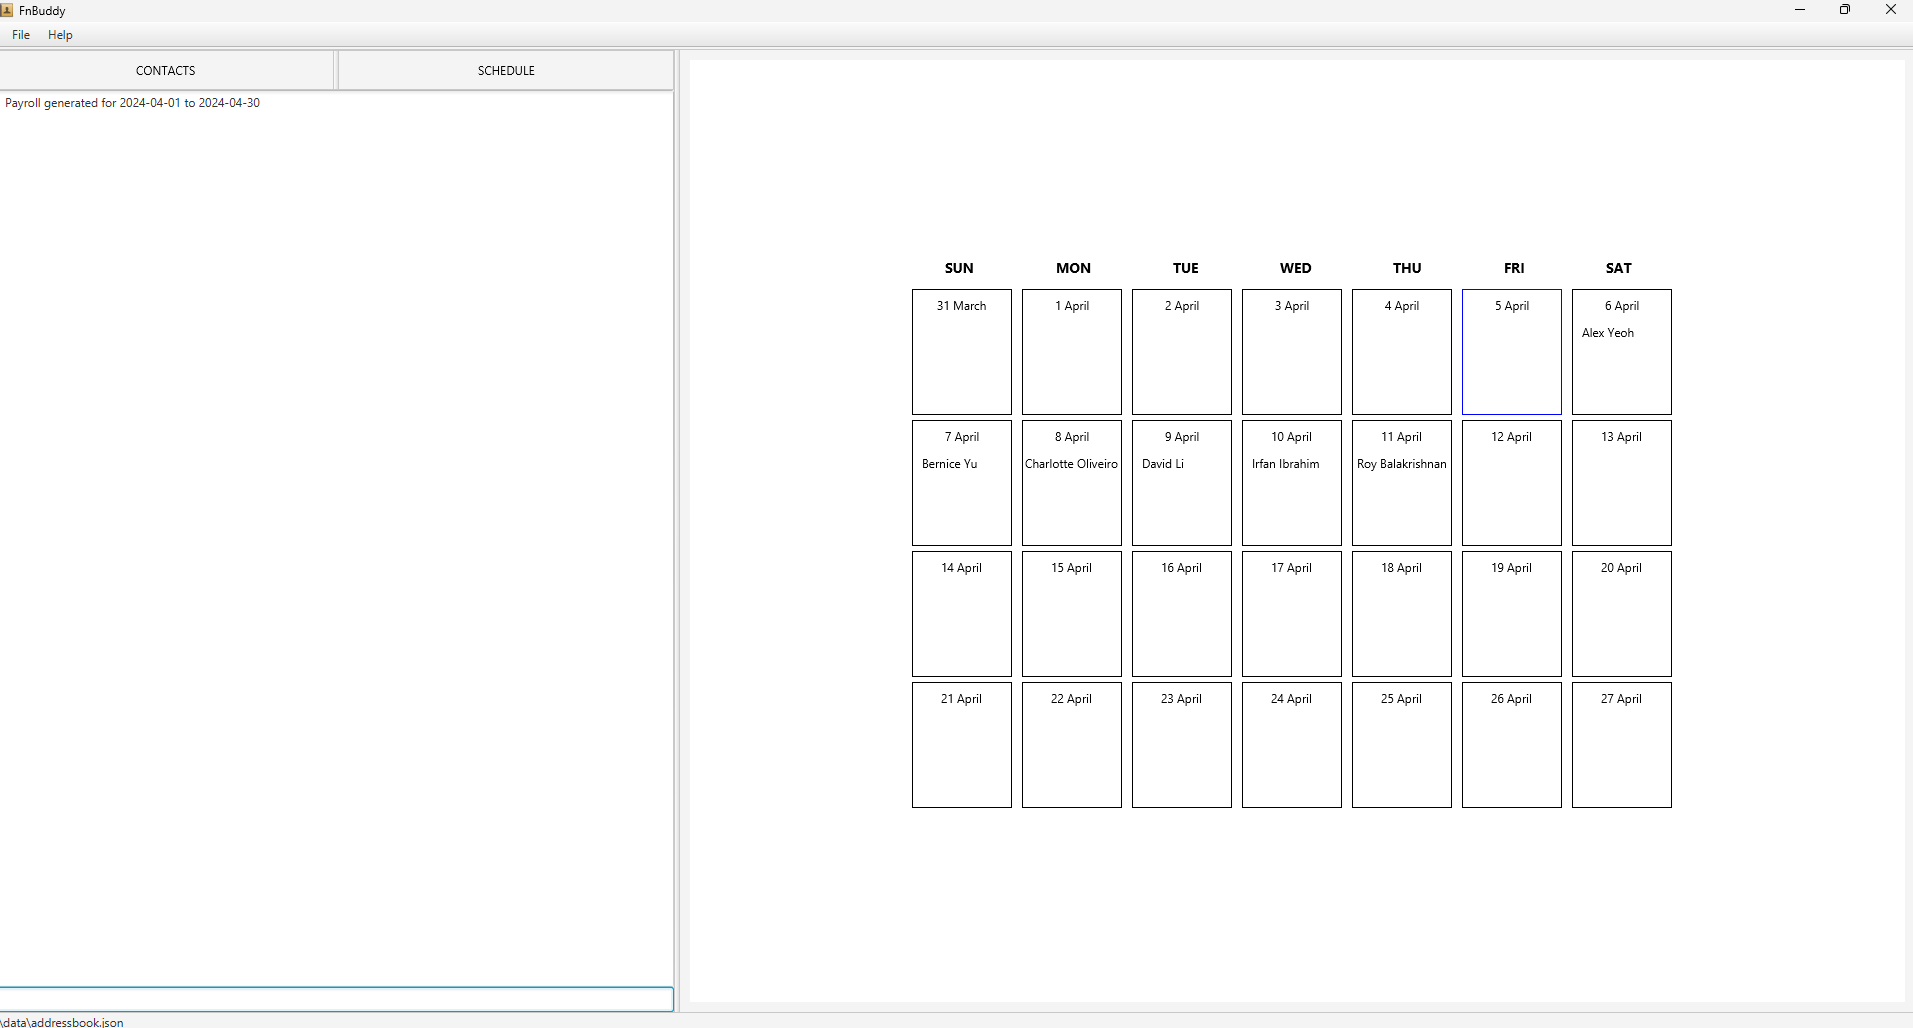 FnBuddy
File Help
CONTACTS SCHEDULE
Payroll generated for 2024-04-01 to 2024-04-30
SUN MON TUE WED THU FRI SAT
31 March 1 April 2 April 3 April 4 April 5 April 6 April
Alex Yeoh
7 April 8 April 9 April 10 April 11 April 12 April 13 April
Bernice Yu Charlotte Oliveiro David Li Irfan Ibrahim Roy Balakrishnan
14 April 15 April 16 April 17 April 18 April 19 April 20 April
21 April 22 April 23 April 24 April 25 April 26 April 27 April
\data\addressbook.json